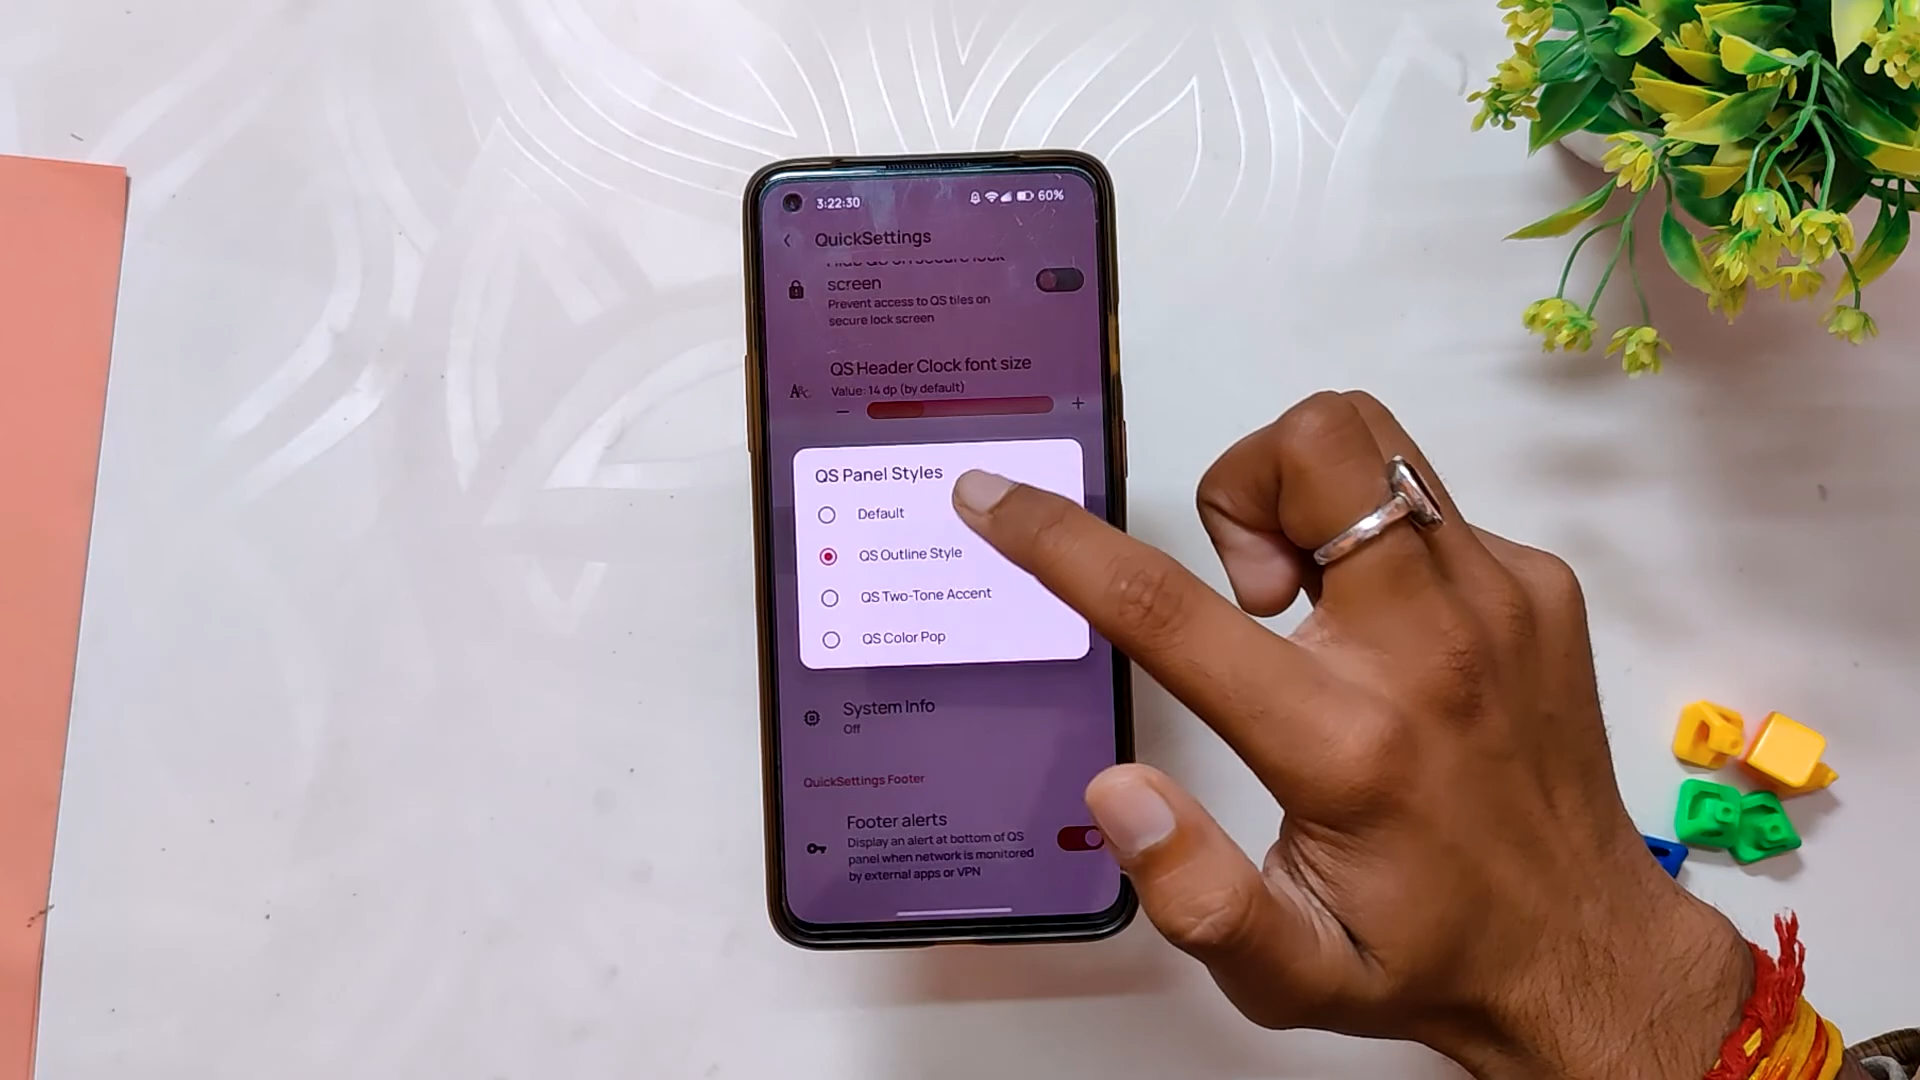 3:22:30
60%
QuickSettings
screen
Prevent access to QS tiles on
secure lock screen
QS Header Clock font size
Value: 14 dp (by default)
QS Panel Styles
Default
QS Outline Style
QS Two-Tone Accent
QS Color Pop
System Info
Off
QuickSettings Footer
Footer alerts
Display an alert at bottom of QS
panel when network is monitored
by external apps or VPN